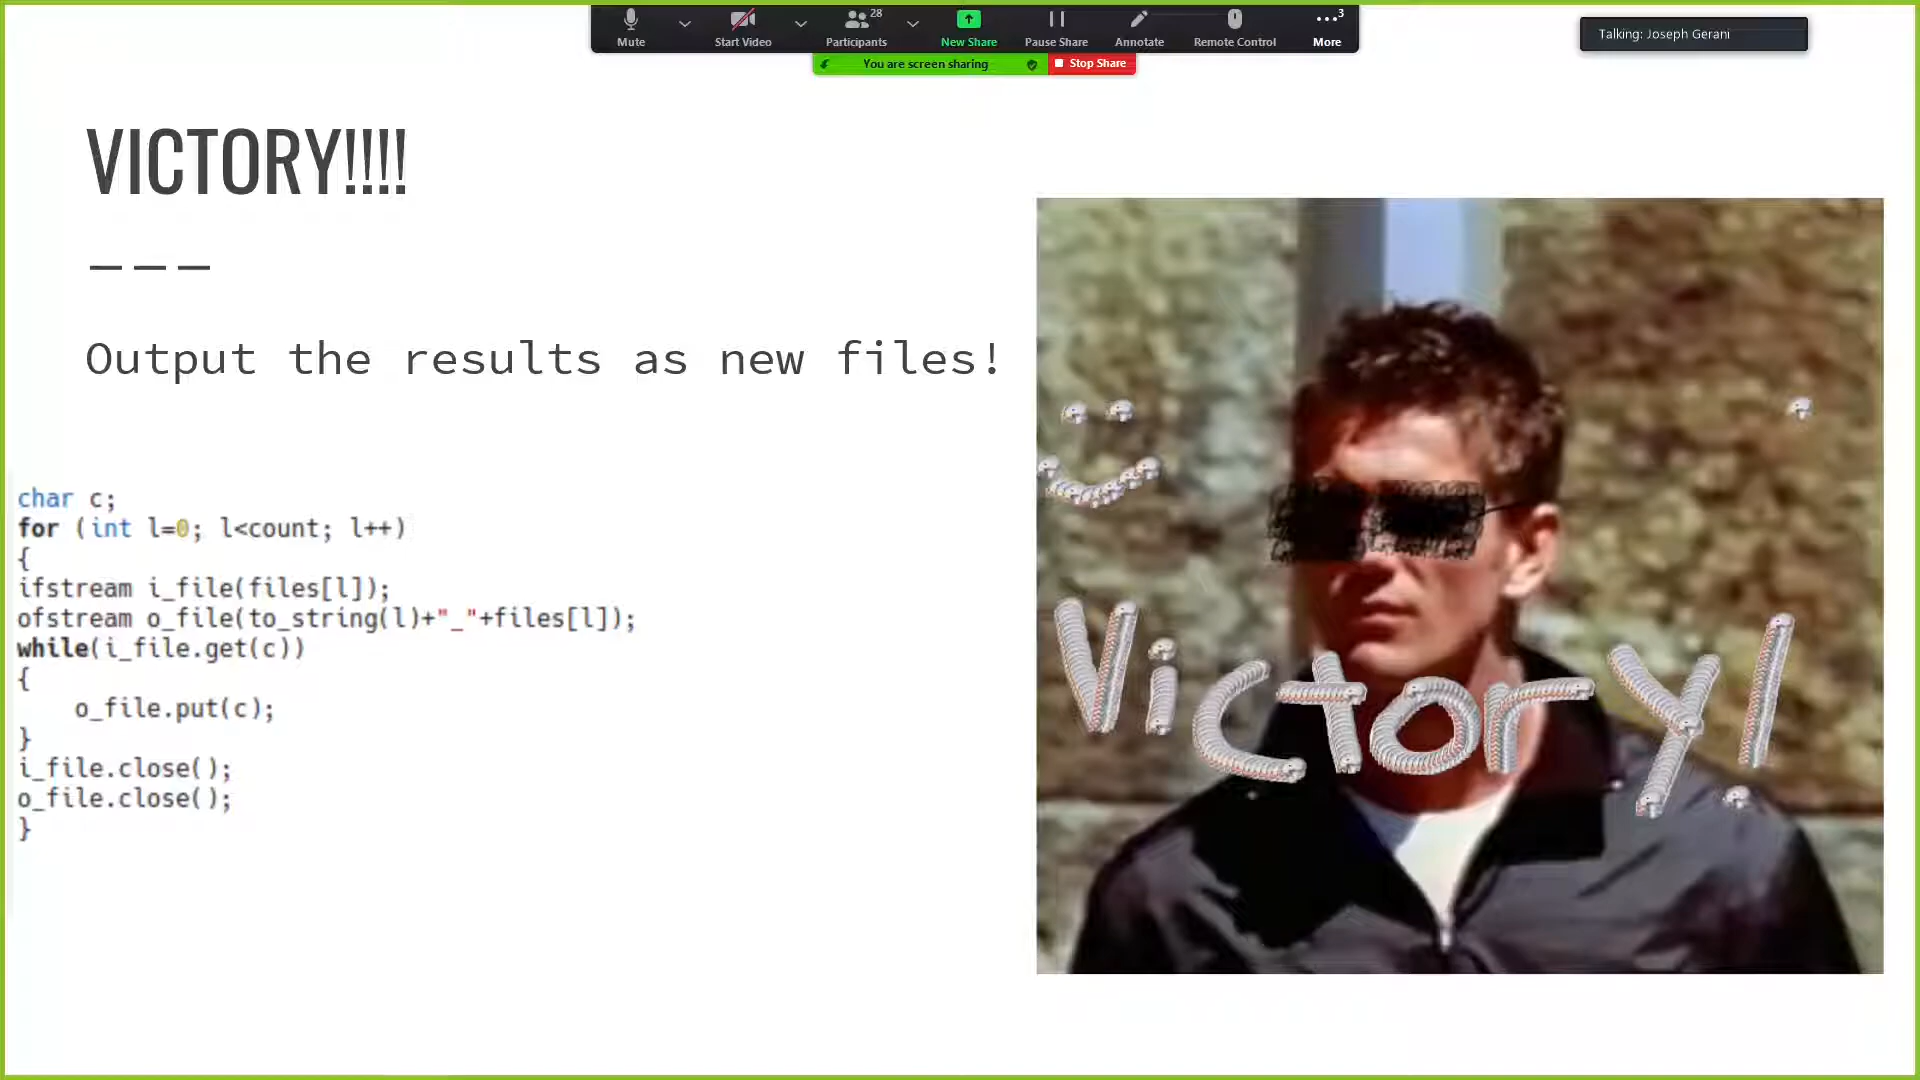 Mute
Start Video
28
Participants
New Share
Pause Share
Annotate
Remote Control
3
More
Talking: Joseph Gerani
You are screen sharing
Stop Share
VICTORY!!!!
Output the results as new files!
char c;
for (int l=0; l<count; l++)
{
ifstream i_file(files[l]);
ofstream o_file(to_string(l)+"_"+files[l]);
while(i_file.get(c))
{
o_file.put(c);
}
i_file.close();
o_file.close();
}
Victory!